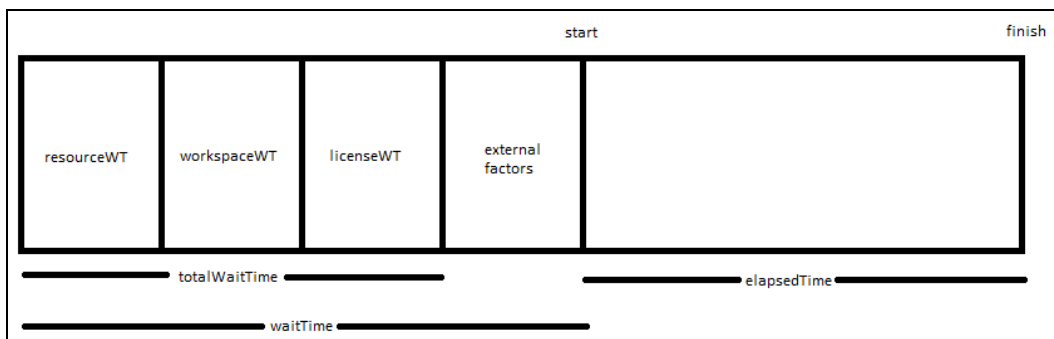 start
finish
resourceWT
workspaceWT
licenseWT
external
factors
totalWaitTime
elapsedTime
waitTime